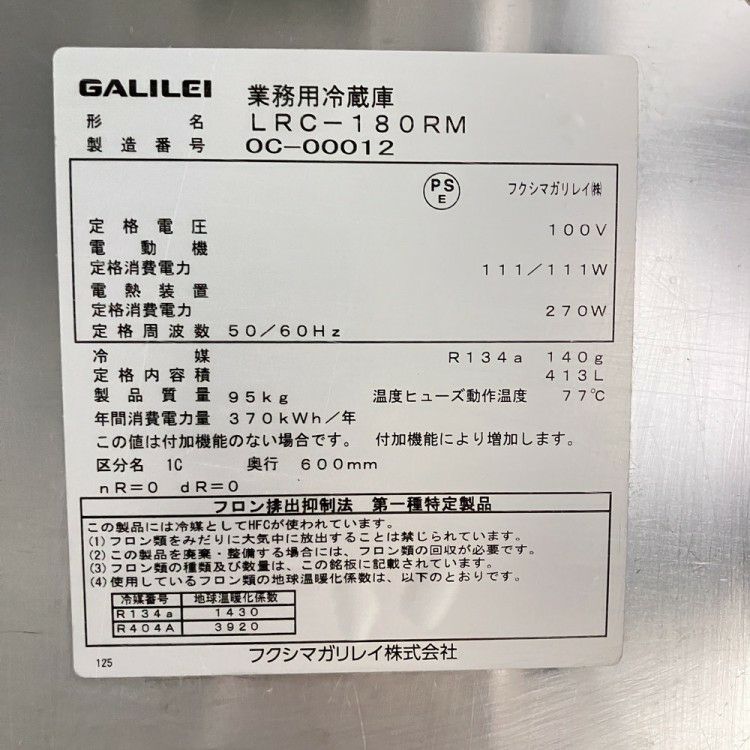 GALILEI 業務用冷蔵庫
形名 LRC-180RM
製造番号 0C-00012
PSE フクシマガリレイ㈱
定格電圧 100V
電動機
定格消費電力 111/111W
電熱装置
定格消費電力 270W
定格周波数 50/60Hz
冷媒 R134a 140g
定格内容積 413L
製品質量 95kg 温度ヒューズ動作温度 77℃
年間消費電力量 370kWh/年
この値は付加機能のない場合です。 付加機能により増加します。
区分名 1C 奥行 600mm
nR=0 dR=0
フロン排出抑制法 第一種特定製品
この製品には冷媒としてHFCが使われています。
(1) フロン類をみだりに大気中に放出することは禁じられています。
(2) この製品を廃棄・整備する場合には、フロン類の回収が必要です。
(3) フロン類の種類及び数量は、この銘板に記載されています。
(4) 使用しているフロン類の地球温暖化係数は、以下のとおりです。
冷媒番号 地球温暖化係数
R134a 1430
R404A 3920
125 フクシマガリレイ株式会社